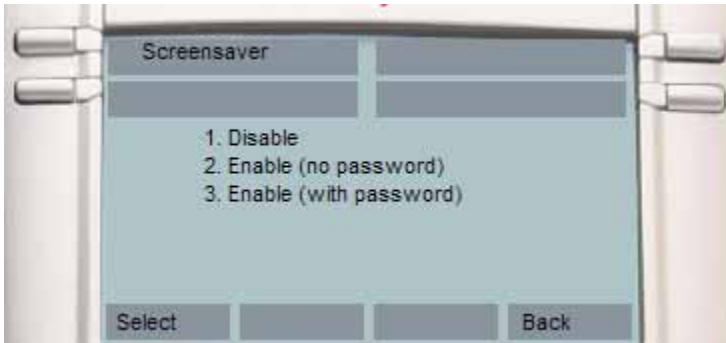 Screensaver
1. Disable
2. Enable (no password)
3. Enable (with password)
Select Back